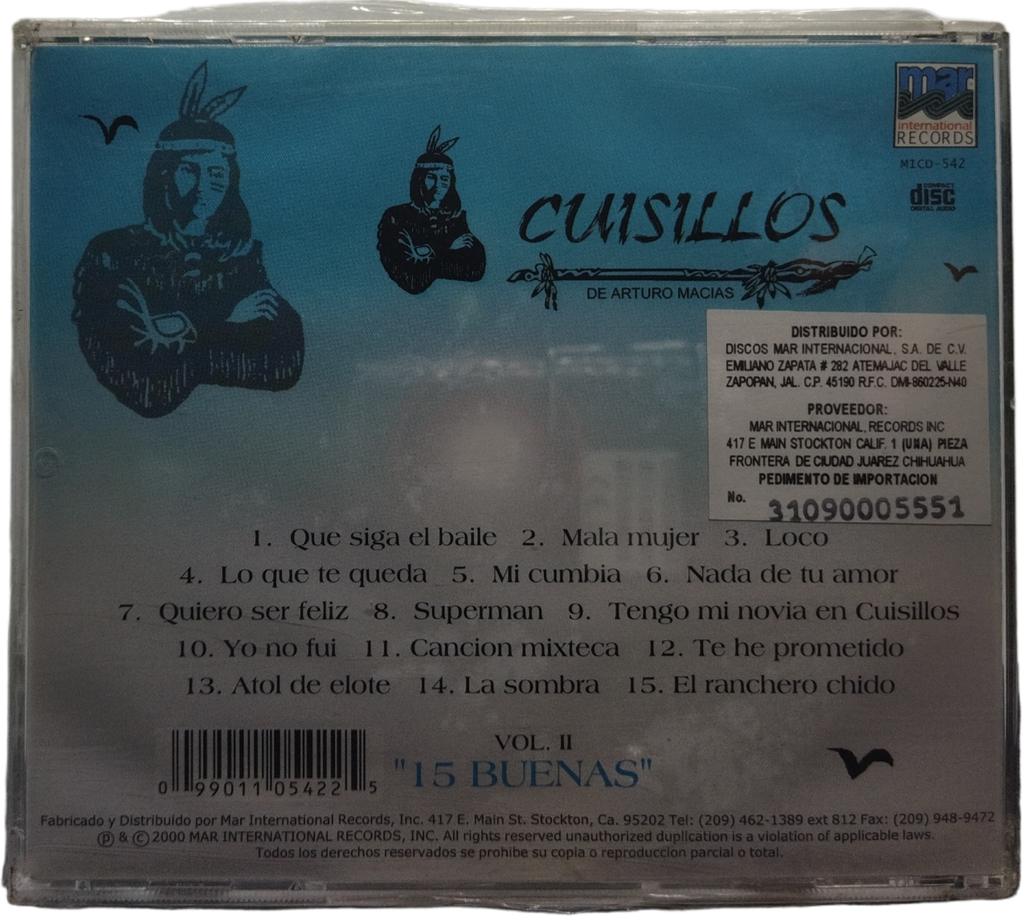 mar
international
RECORDS
MICD-542
COMPACT
disc
DIGITAL AUDIO
CUISILLOS
DE ARTURO MACIAS
DISTRIBUIDO POR:
DISCOS MAR INTERNACIONAL, S.A. DE C.V.
EMILIANO ZAPATA # 282 ATEMAJAC DEL VALLE
ZAPOPAN, JAL. C.P. 45190 R.F.C. DMI-860225-N40
PROVEEDOR:
MAR INTERNACIONAL, RECORDS INC
417 E MAIN STOCKTON CALIF. 1 (UNA) PIEZA
FRONTERA DE CIUDAD JUAREZ CHIHUAHUA
PEDIMENTO DE IMPORTACION
No. 31090005551
1. Que siga el baile 2. Mala mujer 3. Loco
4. Lo que te queda 5. Mi cumbia 6. Nada de tu amor
7. Quiero ser feliz 8. Superman 9. Tengo mi novia en Cuisillos
10. Yo no fui 11. Cancion mixteca 12. Te he prometido
13. Atol de elote 14. La sombra 15. El ranchero chido
VOL. II
"15 BUENAS"
0 99011 05422 5
Fabricado y Distribuido por Mar International Records, Inc. 417 E. Main St. Stockton, Ca. 95202 Tel: (209) 462-1389 ext 812 Fax: (209) 948-9472
℗ & © 2000 MAR INTERNATIONAL RECORDS, INC. All rights reserved unauthorized duplication is a violation of applicable laws.
Todos los derechos reservados se prohibe su copia o reproduccion parcial o total.